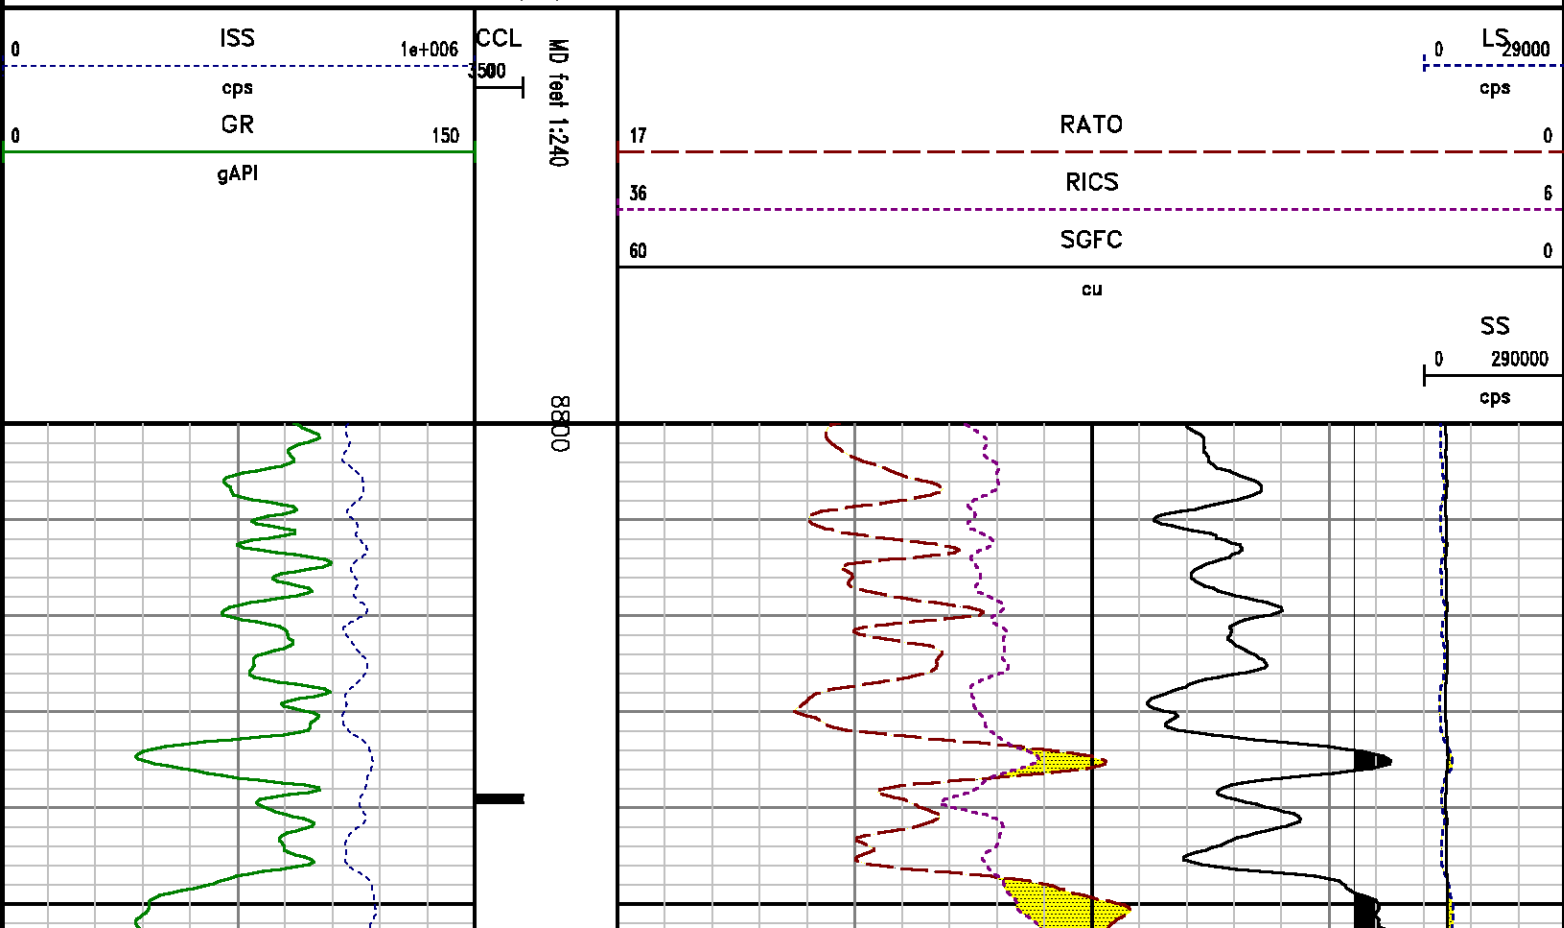 ISS
0 1e+006
cps
GR
0 150
gAPI
CCL
MD feet 1:240
8800
LS
0 29000
cps
RATO
17 0
RICS
36 6
SGFC
60 0
cu
SS
0 290000
cps